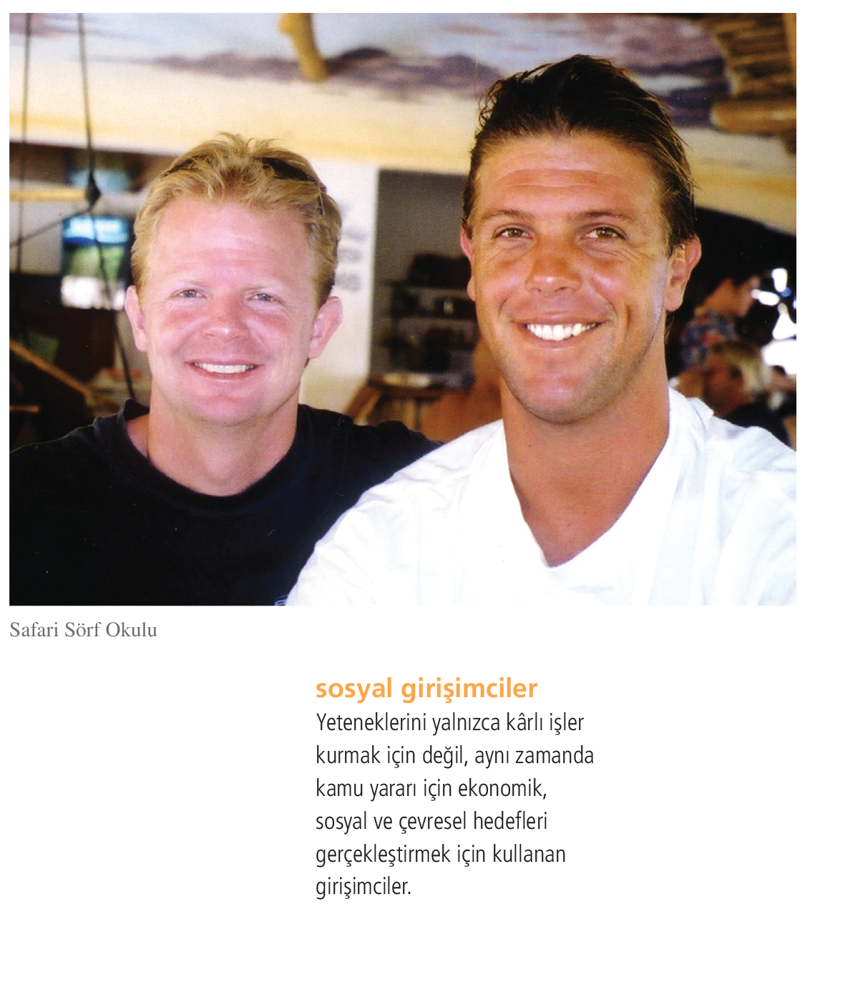 Safari Sörf Okulu
sosyal girişimciler
Yeteneklerini yalnızca kârlı işler
kurmak için değil, aynı zamanda
kamu yararı için ekonomik,
sosyal ve çevresel hedefleri
gerçekleştirmek için kullanan
girişimciler.